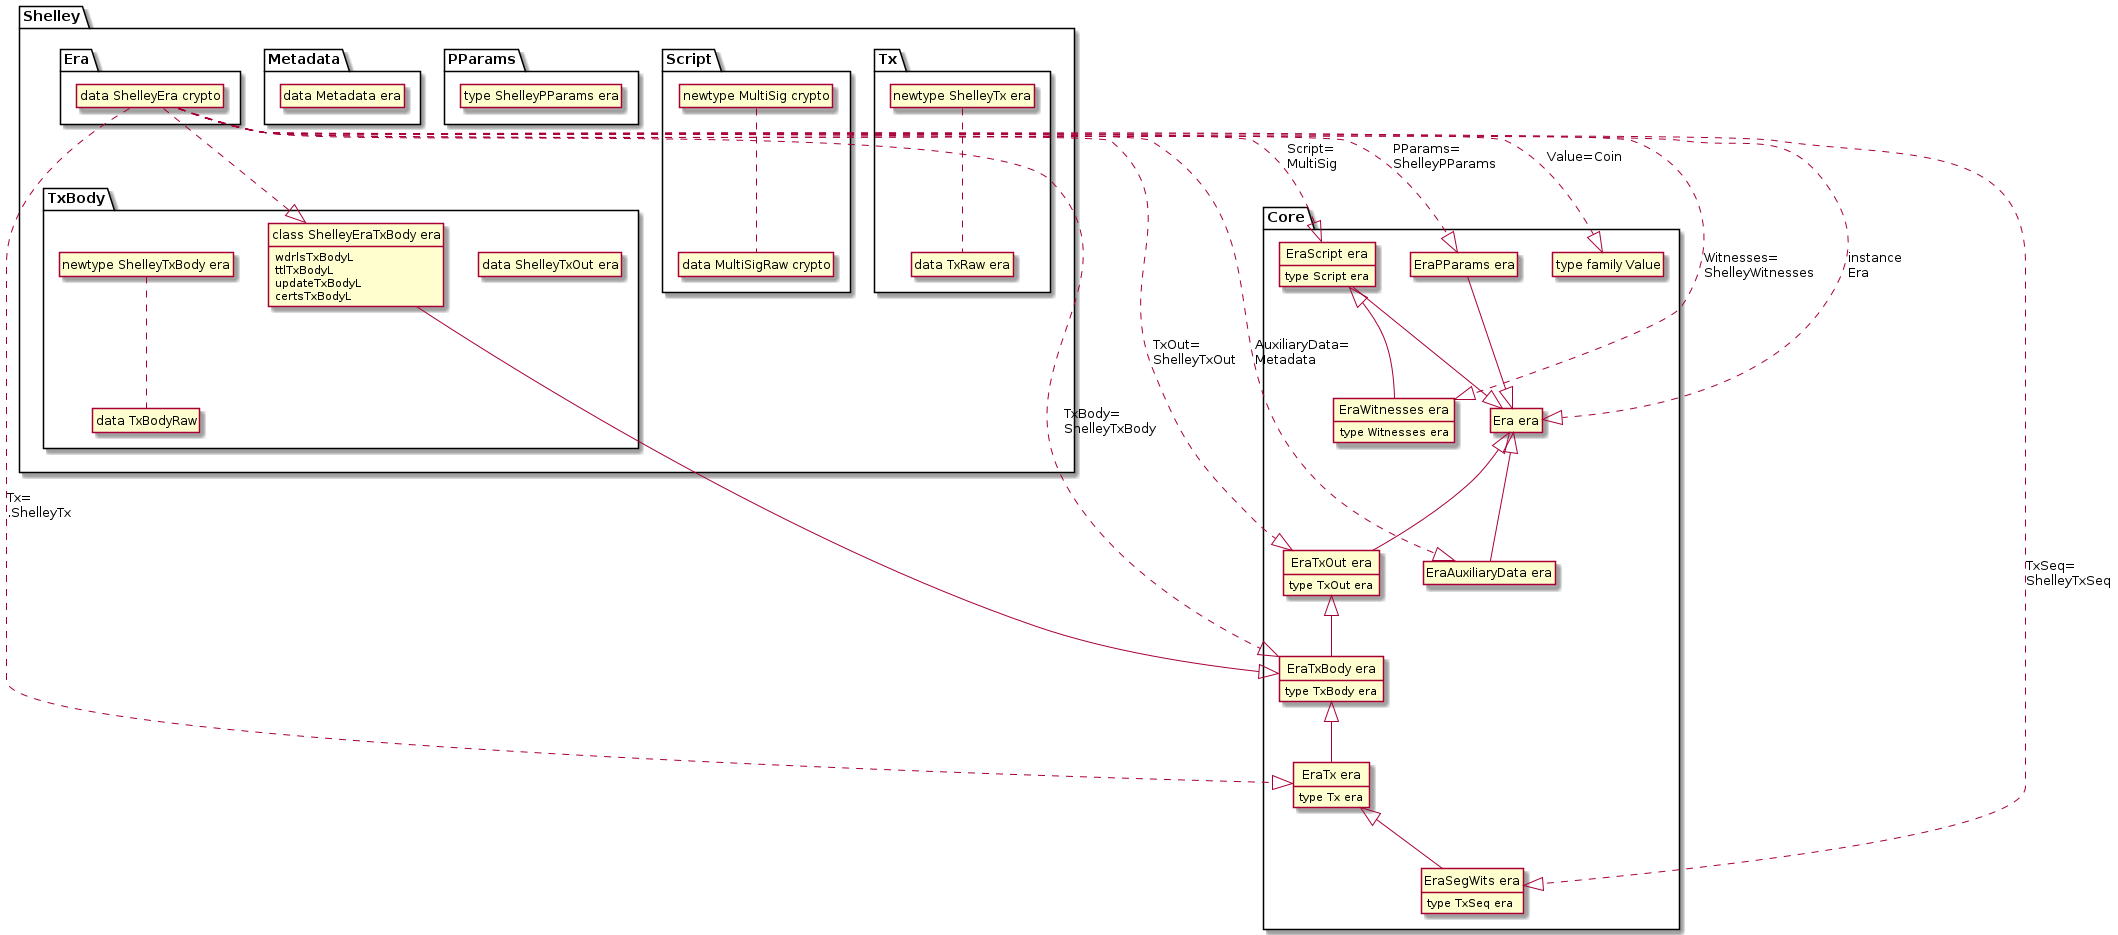 Shelley
Era
data ShelleyEra crypto
Metadata
data Metadata era
PParams
type ShelleyPParams era
Script
newtype MultiSig crypto
data MultiSigRaw crypto
Tx
newtype ShelleyTx era
data TxRaw era
TxBody
newtype ShelleyTxBody era
class ShelleyEraTxBody era
wdrlsTxBodyL
ttlTxBodyL
updateTxBodyL
certsTxBodyL
data ShelleyTxOut era
data TxBodyRaw
Script=
MultiSig
PParams=
ShelleyPParams
Value=Coin
Core
EraScript era
type Script era
EraPParams era
type family Value
Witnesses=
ShelleyWitnesses
instance
Era
TxOut=
ShelleyTxOut
AuxiliaryData=
Metadata
TxBody=
ShelleyTxBody
EraWitnesses era
type Witnesses era
Era era
Tx=
.ShelleyTx
EraTxOut era
type TxOut era
EraAuxiliaryData era
TxSeq=
ShelleyTxSeq
EraTxBody era
type TxBody era
EraTx era
type Tx era
EraSegWits era
type TxSeq era